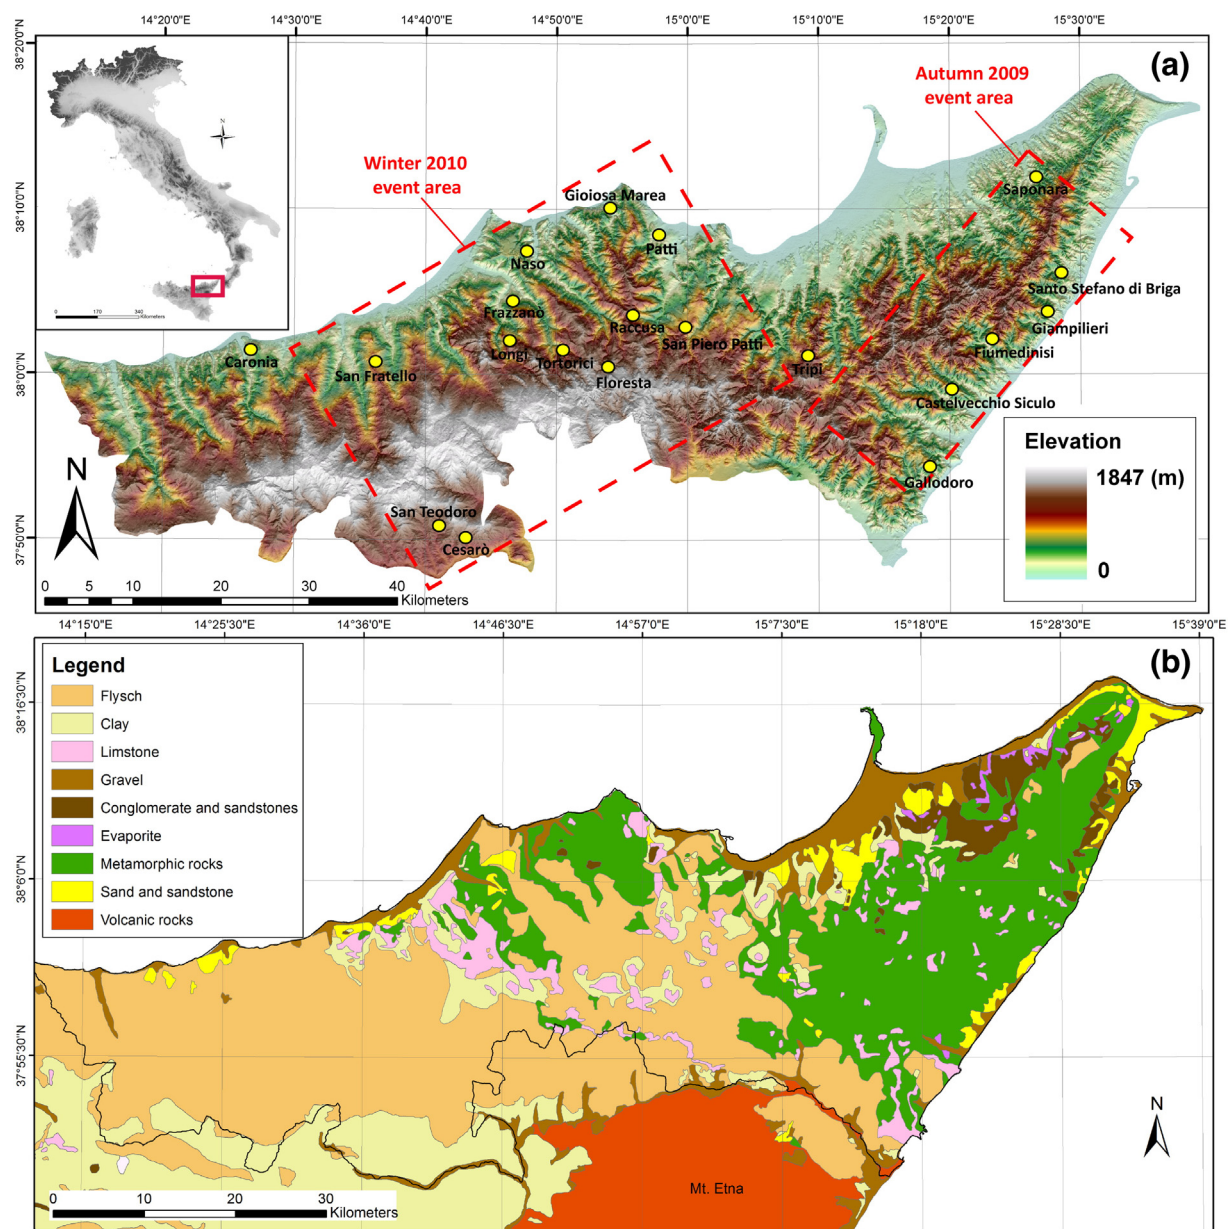 14°20'0"E 14°30'0"E 14°40'0"E 14°50'0"E 15°00'0"E 15°10'0"E 15°20'0"E 15°30'0"E
38°20'0"N
38°10'0"N
38°0'0"N
37°50'0"N
(a)
N
0 170 340
Kilometers
Autumn 2009
event area
Winter 2010
event area
Saponara
Gioiosa Marea
Patti
Naso
Santo Stefano di Briga
Frazzanò
Raccusa
Giampilieri
San Piero Patti
Fiumedinisi
Longi
Tortorici
Caronia
San Fratello
Floresta
Tripi
Castelvecchio Siculo
Gallodoro
San Teodoro
Cesarò
Elevation
1847 (m)
0
N
0 5 10 20 30 40
Kilometers
14°15'0"E 14°25'30"E 14°36'0"E 14°46'30"E 14°57'0"E 15°7'30"E 15°18'0"E 15°28'30"E 15°39'0"E
38°16'30"N
38°6'0"N
37°55'30"N
(b)
Legend
Flysch
Clay
Limstone
Gravel
Conglomerate and sandstones
Evaporite
Metamorphic rocks
Sand and sandstone
Volcanic rocks
N
Mt. Etna
0 10 20 30
Kilometers